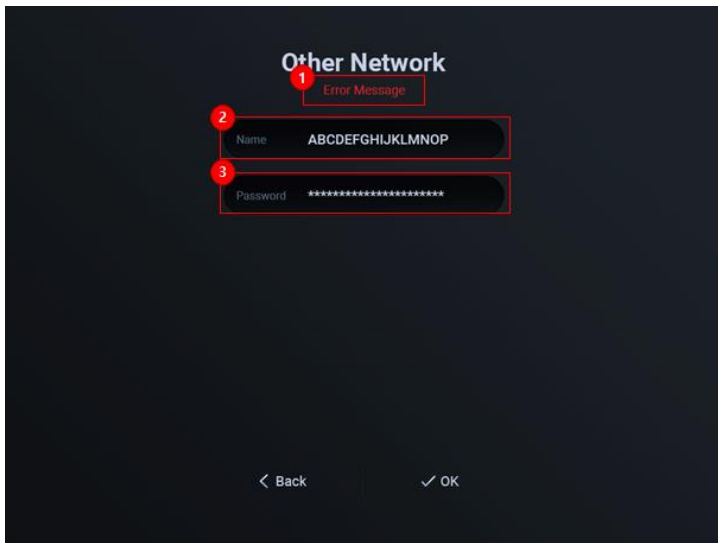 Other Network
1
Error Message
2
Name ABCDEFGHIJKLMNOP
3
Password **********************
Back OK